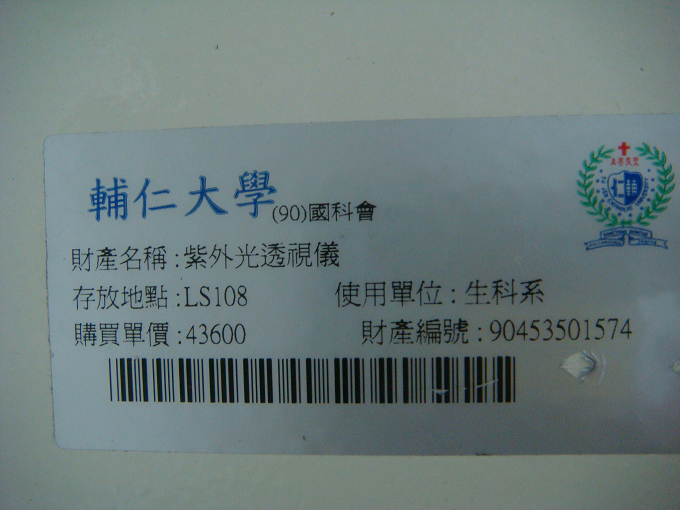 輔仁大學(90)國科會
財產名稱:紫外光透視儀
存放地點:LS108 使用單位:生科系
購買單價:43600 財產編號:90453501574